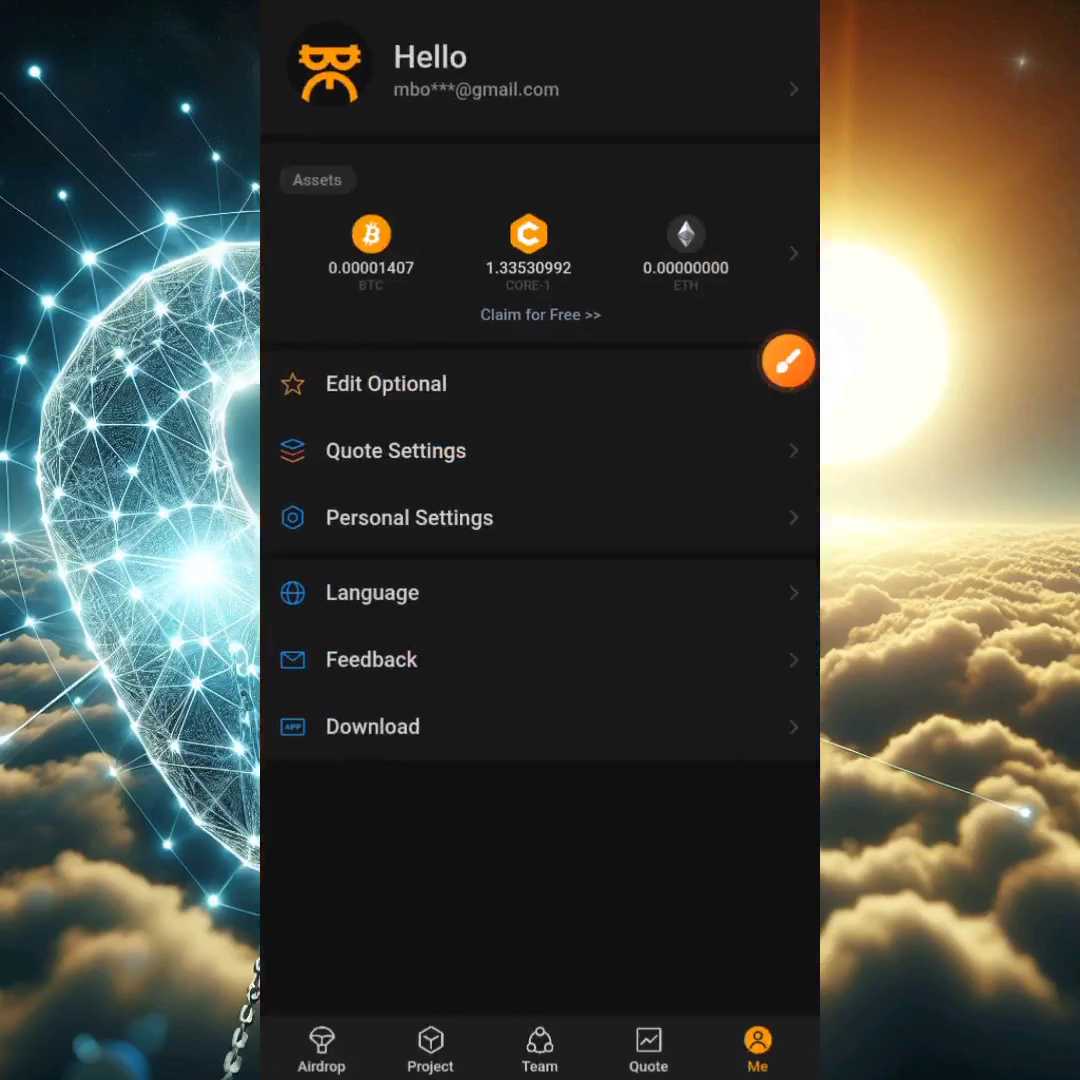 Hello
mbo***@gmail.com
Assets
0.00001407
BTC
1.33530992
CORE-1
0.00000000
ETH
Claim for Free >>
Edit Optional
Quote Settings
Personal Settings
Language
Feedback
APP
Download
Airdrop
Project
Team
Quote
Me